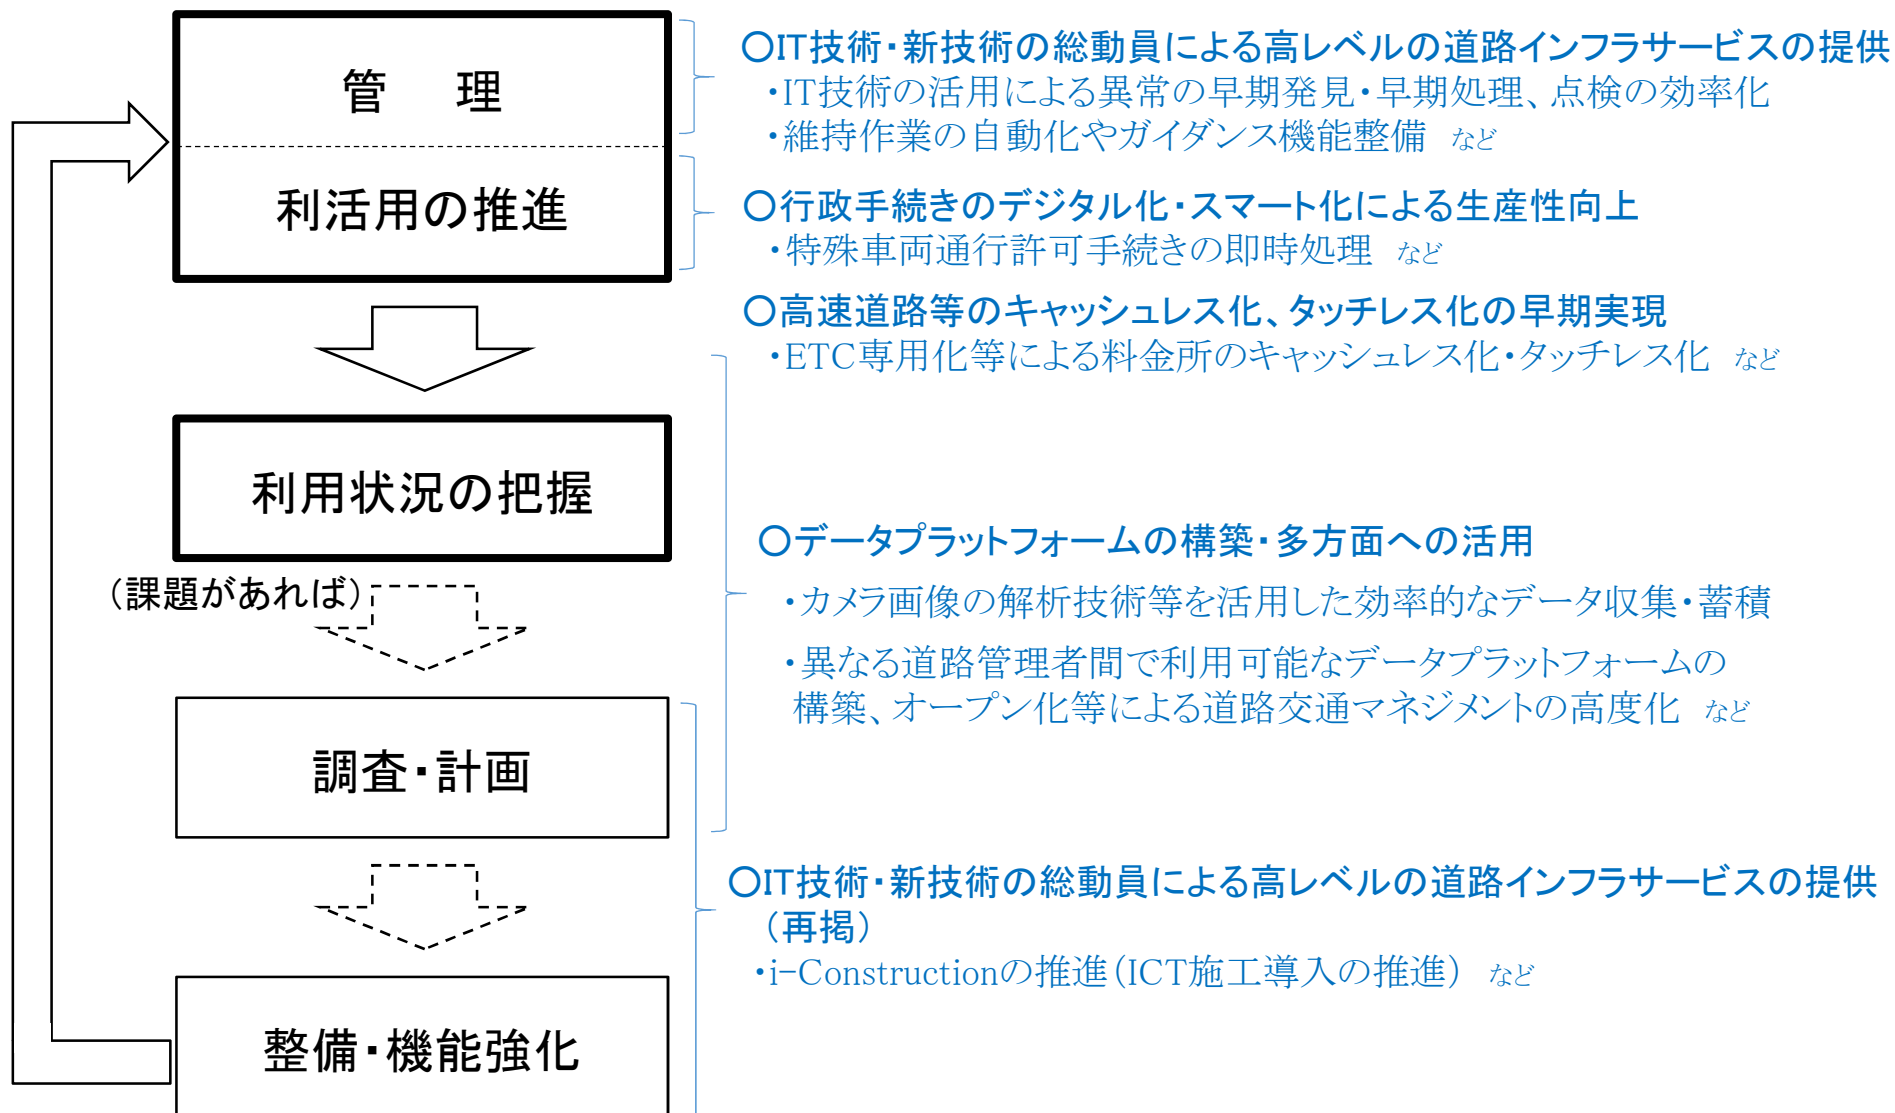 管　理
利活用の推進
○IT技術・新技術の総動員による高レベルの道路インフラサービスの提供
・IT技術の活用による異常の早期発見・早期処理、点検の効率化
・維持作業の自動化やガイダンス機能整備　など
○行政手続きのデジタル化・スマート化による生産性向上
・特殊車両通行許可手続きの即時処理　など
○高速道路等のキャッシュレス化、タッチレス化の早期実現
・ETC専用化等による料金所のキャッシュレス化・タッチレス化　など
利用状況の把握
（課題があれば）
○データプラットフォームの構築・多方面への活用
・カメラ画像の解析技術等を活用した効率的なデータ収集・蓄積
・異なる道路管理者間で利用可能なデータプラットフォームの
構築、オープン化等による道路交通マネジメントの高度化　など
調査・計画
○IT技術・新技術の総動員による高レベルの道路インフラサービスの提供
（再掲）
・i-Constructionの推進（ICT施工導入の推進）　など
整備・機能強化